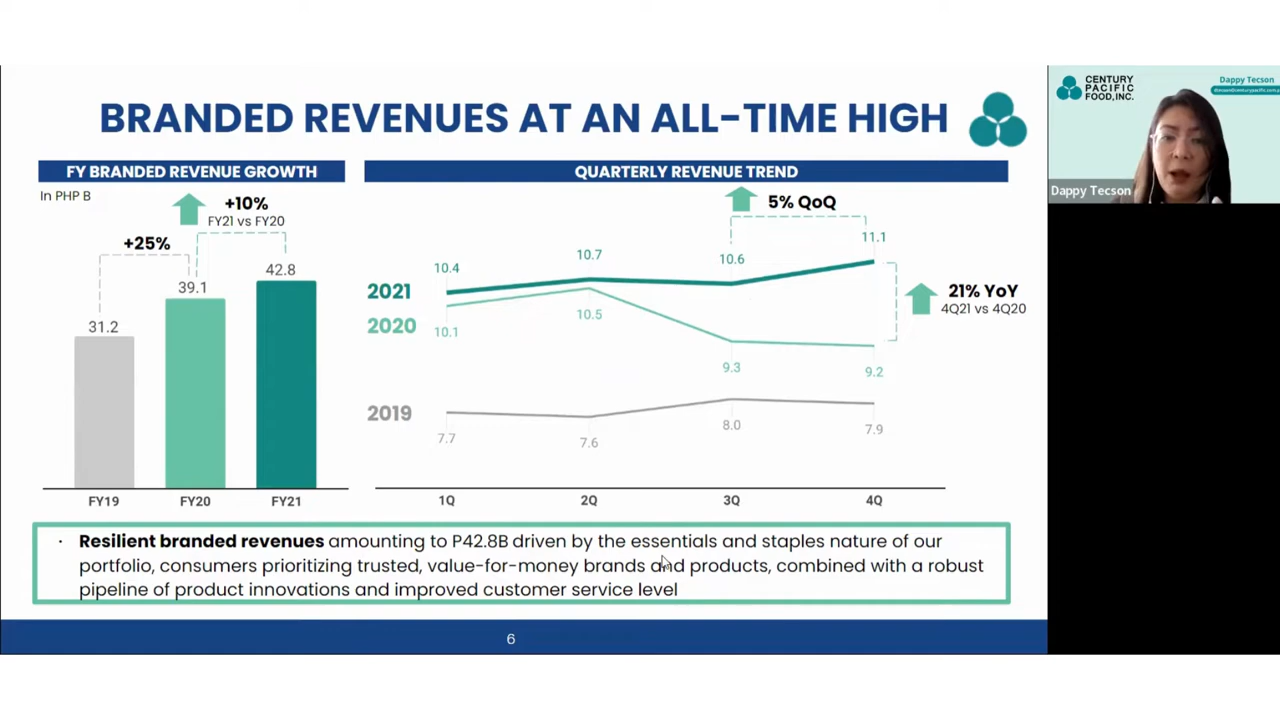 BRANDED REVENUES AT AN ALL-TIME HIGH
FY BRANDED REVENUE GROWTH
In PHP B
+10%
FY21 vs FY20
+25%
31.2
39.1
42.8
FY19
FY20
FY21
QUARTERLY REVENUE TREND
5% QoQ
2021
10.4
10.7
10.6
11.1
2020
10.1
10.5
9.3
9.2
21% YoY
4Q21 vs 4Q20
2019
7.7
7.6
8.0
7.9
1Q
2Q
3Q
4Q
· Resilient branded revenues amounting to P42.8B driven by the essentials and staples nature of our
portfolio, consumers prioritizing trusted, value-for-money brands and products, combined with a robust
pipeline of product innovations and improved customer service level
6
CENTURY
PACIFIC
FOOD, INC.
Dappy Tecson
Dappy Tecson